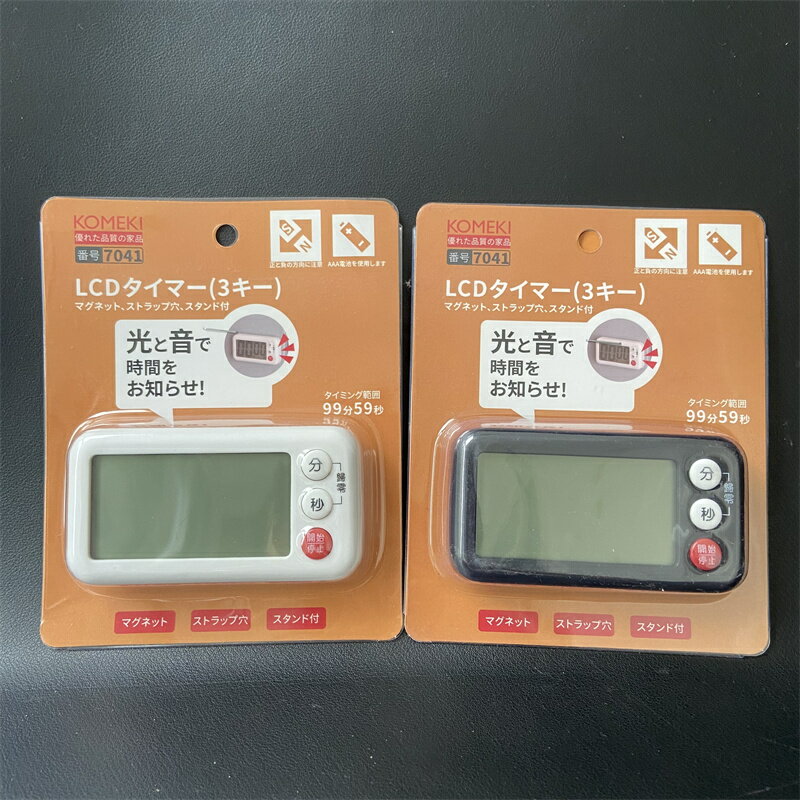 KOMEKI
優れた品質の家品
番号 7041
正と負の方向に注意
AAA電池を使用します
LCDタイマー(3キー)
マグネット、ストラップ穴、スタンド付
光と音で
時間を
お知らせ!
タイミング範囲
99分59秒
分
秒
歸零
開始
停止
マグネット
ストラップ穴
スタンド付
KOMEKI
優れた品質の家品
番号 7041
正と負の方向に注意
AAA電池を使用します
LCDタイマー(3キー)
マグネット、ストラップ穴、スタンド付
光と音で
時間を
お知らせ!
タイミング範囲
99分59秒
分
秒
歸零
開始
停止
マグネット
ストラップ穴
スタンド付